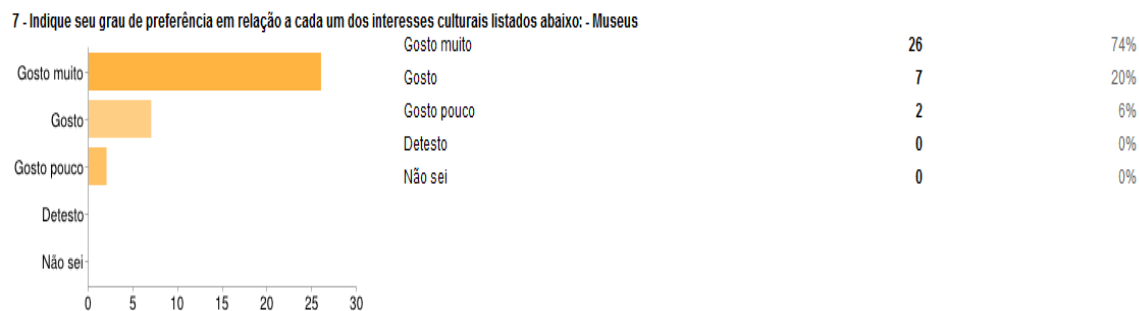 7 - Indique seu grau de preferência em relação a cada um dos interesses culturais listados abaixo: - Museus
Gosto muito
Gosto
Gosto pouco
Detesto
Não sei
0 5 10 15 20 25 30
Gosto muito 26 74%
Gosto 7 20%
Gosto pouco 2 6%
Detesto 0 0%
Não sei 0 0%